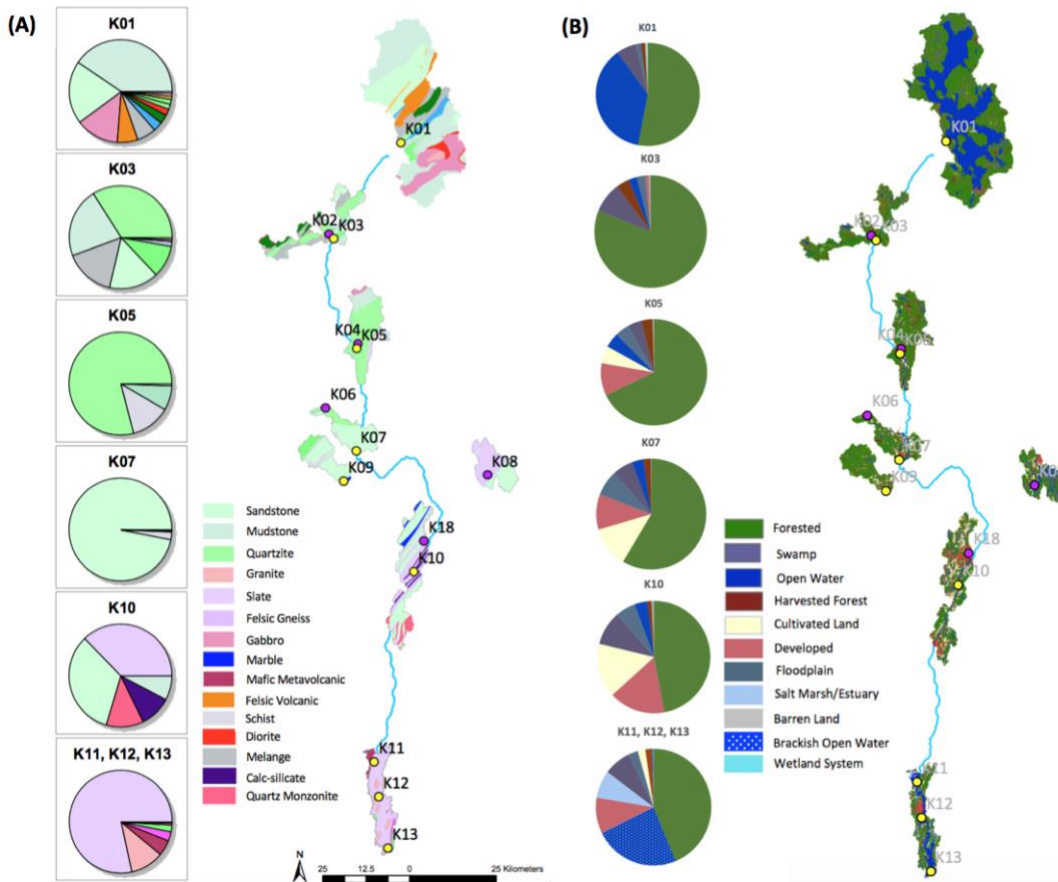 (A)
K01
K03
K05
K07
K10
K11, K12, K13
K01
K02
K03
K04
K05
K06
K07
K09
K08
K18
K10
K11
K12
K13
Sandstone
Mudstone
Quartzite
Granite
Slate
Felsic Gneiss
Gabbro
Marble
Mafic Metavolcanic
Felsic Volcanic
Schist
Diorite
Melange
Calc-silicate
Quartz Monzonite
N
25 12.5 0 25 Kilometers
(B)
K01
K03
K05
K07
K10
K11, K12, K13
K01
K02
K03
K04
K06
K07
K09
K18
K10
K11
K12
K13
Forested
Swamp
Open Water
Harvested Forest
Cultivated Land
Developed
Floodplain
Salt Marsh/Estuary
Barren Land
Brackish Open Water
Wetland System